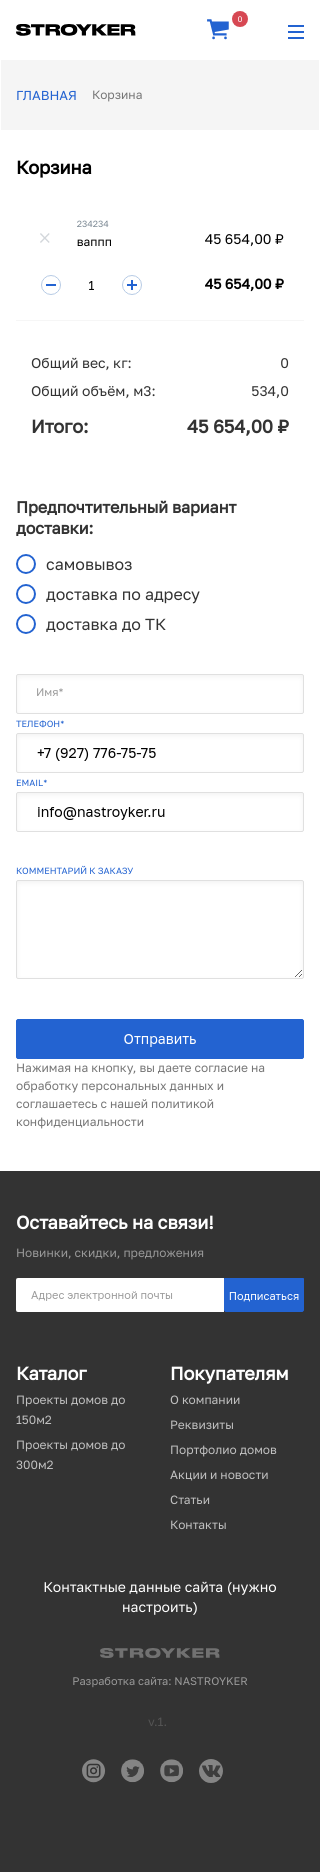 STROYKER
0
ГЛАВНАЯ Корзина
Корзина
234234
ваппп 45 654,00 ₽
1 45 654,00 ₽
Общий вес, кг: 0
Общий объём, м3: 534,0
Итого: 45 654,00 ₽
Предпочтительный вариант
доставки:
самовывоз
доставка по адресу
доставка до ТК
Имя*
ТЕЛЕФОН*
+7 (927) 776-75-75
EMAIL*
info@nastroyker.ru
КОММЕНТАРИЙ К ЗАКАЗУ
Отправить
Нажимая на кнопку, вы даете согласие на
обработку персональных данных и
соглашаетесь с нашей политикой
конфиденциальности
Оставайтесь на связи!
Новинки, скидки, предложения
Адрес электронной почты Подписаться
Каталог
Проекты домов до
150м2
Проекты домов до
300м2
Покупателям
О компании
Реквизиты
Портфолио домов
Акции и новости
Статьи
Контакты
Контактные данные сайта (нужно
настроить)
STROYKER
Разработка сайта: NASTROYKER
v.1.